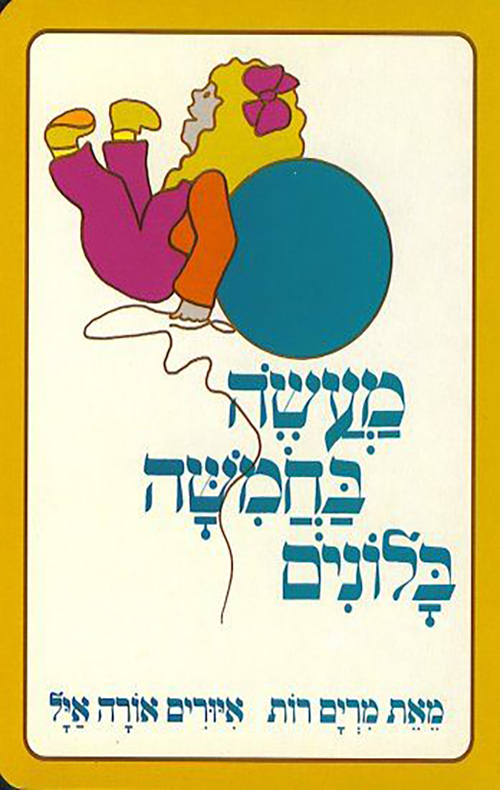 מַעֲשֶׂה
בַּחֲמִשָּׁה
בָּלוֹנִים
מֵאֵת מִרְיָם רוֹת אִיּוּרִים אוֹרָה אַיָּל